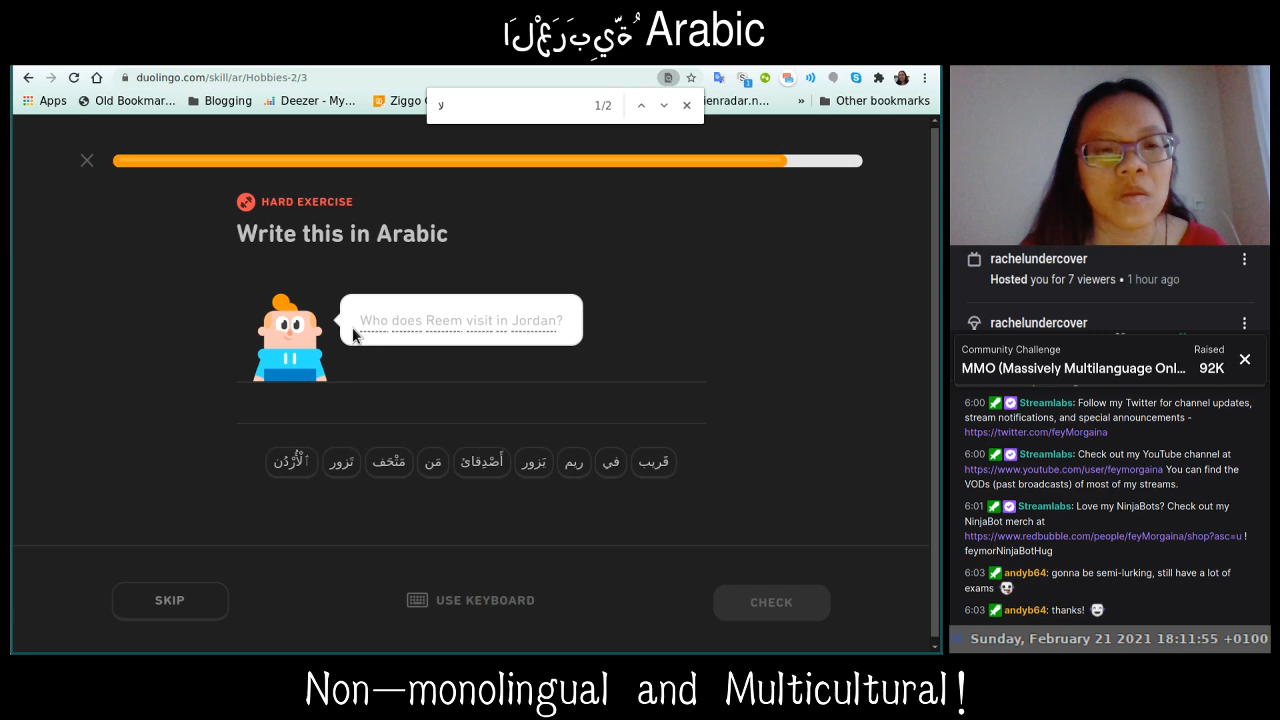 اَلْعَرَبِيّةُ Arabic
duolingo.com/skill/ar/Hobbies-2/3
Apps
Old Bookmar...
Blogging
Deezer - My...
Ziggo
ienradar.n...
»
Other bookmarks
1/2
HARD EXERCISE
Write this in Arabic
Who does Reem visit in Jordan?
ٱلْأُرْدُن تَزور مَتْحَف مَن أَصْدِقائ يَزور ريم في قَريب
SKIP
USE KEYBOARD
CHECK
rachelundercover
Hosted you for 7 viewers • 1 hour ago
rachelundercover
Community Challenge
Raised
MMO (Massively Multilanguage Onl...
92K
6:00 Streamlabs: Follow my Twitter for channel updates,
stream notifications, and special announcements -
https://twitter.com/feyMorgaina
6:00 Streamlabs: Check out my YouTube channel at
https://www.youtube.com/user/feymorgaina You can find the
VODs (past broadcasts) of most of my streams.
6:01 Streamlabs: Love my NinjaBots? Check out my
NinjaBot merch at
https://www.redbubble.com/people/feyMorgaina/shop?asc=u !
feymorNinjaBotHug
6:03 andyb64: gonna be semi-lurking, still have a lot of
exams
6:03 andyb64: thanks!
Sunday, February 21 2021 18:11:55 +0100
Non-monolingual and Multicultural!